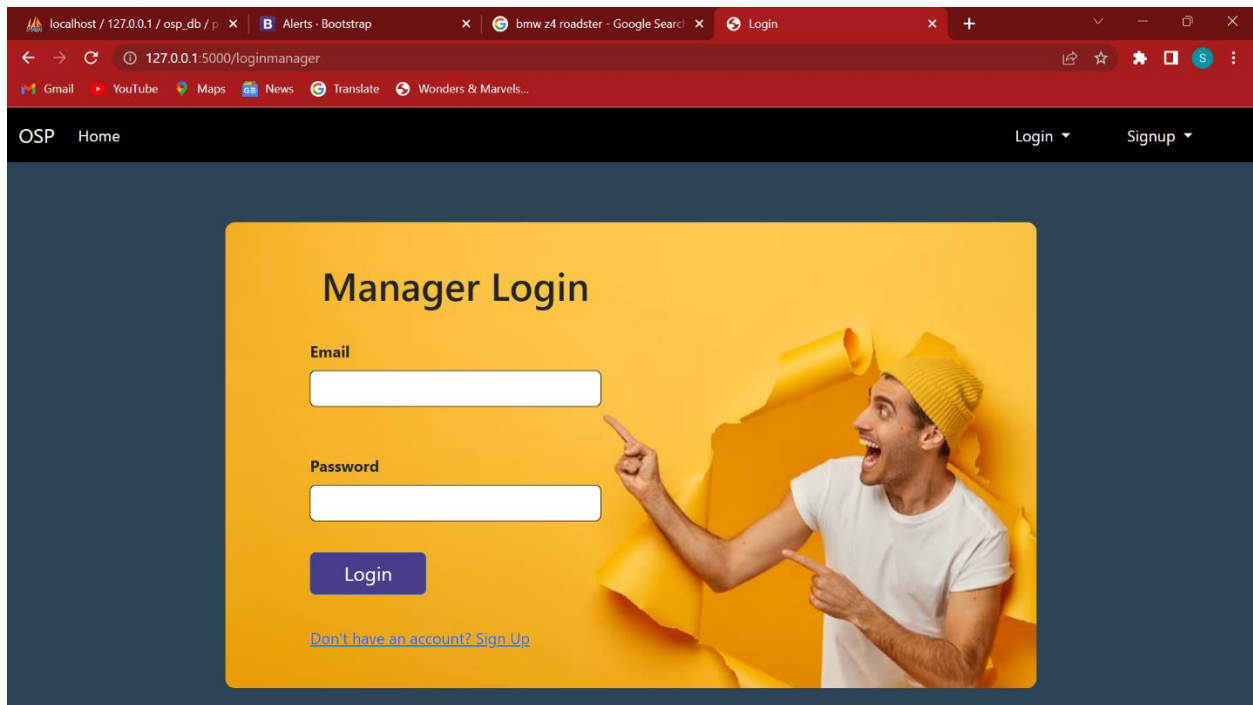 localhost / 127.0.0.1 / osp_db / p
Alerts · Bootstrap
bmw z4 roadster - Google Search
Login
127.0.0.1:5000/loginmanager
Gmail YouTube Maps GE News Translate Wonders & Marvels...
S
OSP Home Login Signup
Manager Login
Email
Password
Login
Don't have an account? Sign Up